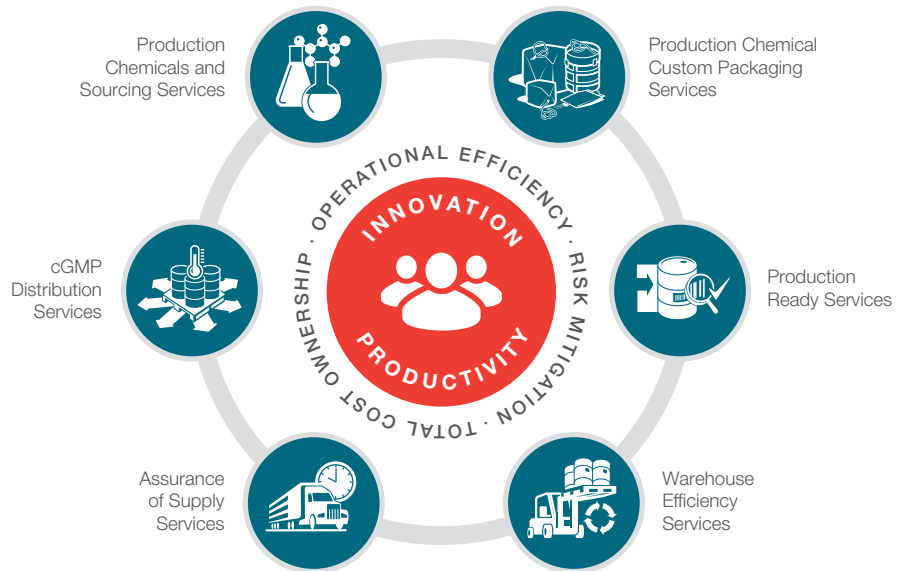 Production
Chemicals and
Sourcing Services
Production Chemical
Custom Packaging
Services
OPERATIONAL EFFICIENCY · RISK MITIGATION · TOTAL COST OWNERSHIP ·
INNOVATION
PRODUCTIVITY
cGMP
Distribution
Services
Production
Ready Services
Assurance
of Supply
Services
Warehouse
Efficiency
Services